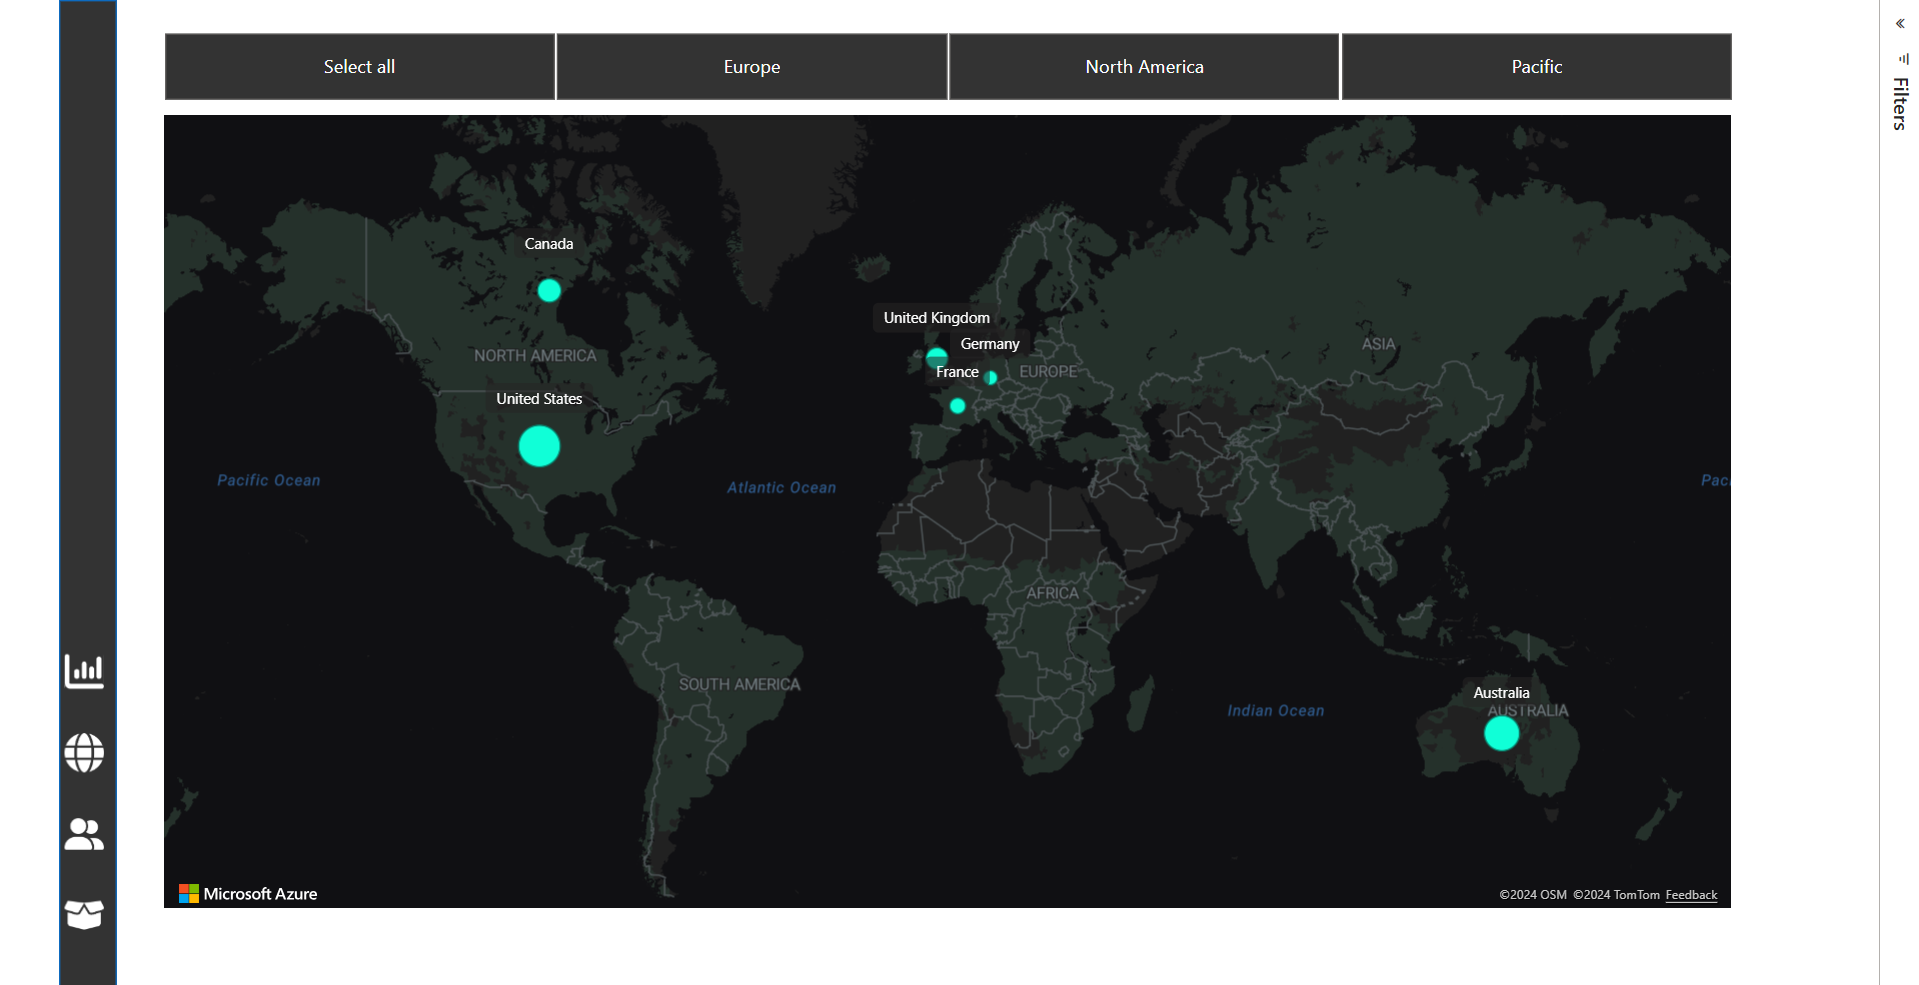 Select all
Europe
North America
Pacific
Filters
Canada
United Kingdom
Germany
France
EUROPE
ASIA
NORTH AMERICA
United States
Pacific Ocean
Atlantic Ocean
Paci
AFRICA
SOUTH AMERICA
Indian Ocean
Australia
AUSTRALIA
Microsoft Azure
©2024 OSM ©2024 TomTom Feedback